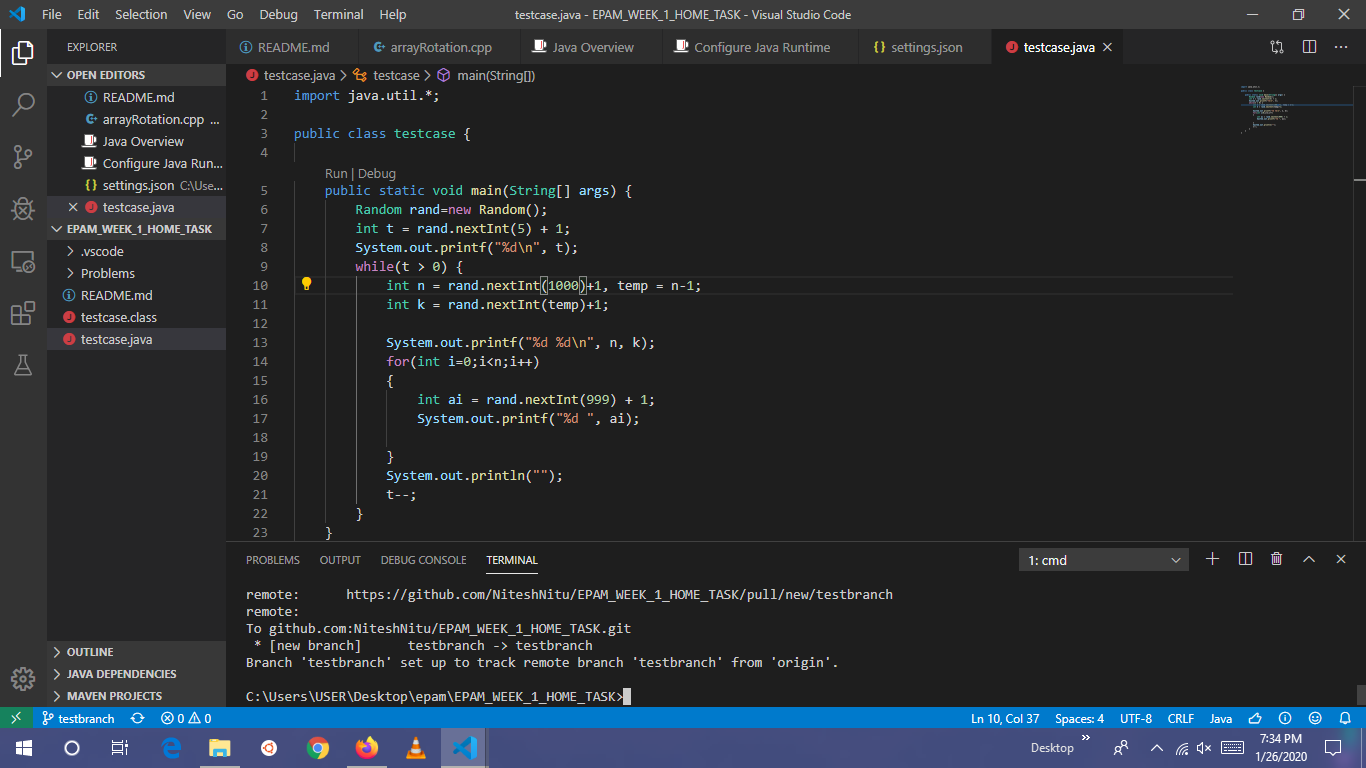 File Edit Selection View Go Debug Terminal Help testcase.java - EPAM_WEEK_1_HOME_TASK - Visual Studio Code
EXPLORER
OPEN EDITORS
README.md
arrayRotation.cpp ...
Java Overview
Configure Java Run...
settings.json C:\Use...
testcase.java
EPAM_WEEK_1_HOME_TASK
.vscode
Problems
README.md
testcase.class
testcase.java
OUTLINE
JAVA DEPENDENCIES
MAVEN PROJECTS
README.md arrayRotation.cpp Java Overview Configure Java Runtime settings.json testcase.java
testcase.java > testcase > main(String[])
1 import java.util.*;
2
3 public class testcase {
4
Run | Debug
5 public static void main(String[] args) {
6 Random rand=new Random();
7 int t = rand.nextInt(5) + 1;
8 System.out.printf("%d\n", t);
9 while(t > 0) {
10 int n = rand.nextInt(1000)+1, temp = n-1;
11 int k = rand.nextInt(temp)+1;
12
13 System.out.printf("%d %d\n", n, k);
14 for(int i=0;i<n;i++)
15 {
16 int ai = rand.nextInt(999) + 1;
17 System.out.printf("%d ", ai);
18
19 }
20 System.out.println("");
21 t--;
22 }
23 }
PROBLEMS OUTPUT DEBUG CONSOLE TERMINAL 1: cmd
remote: https://github.com/NiteshNitu/EPAM_WEEK_1_HOME_TASK/pull/new/testbranch
remote:
To github.com:NiteshNitu/EPAM_WEEK_1_HOME_TASK.git
* [new branch] testbranch -> testbranch
Branch 'testbranch' set up to track remote branch 'testbranch' from 'origin'.
C:\Users\USER\Desktop\epam\EPAM_WEEK_1_HOME_TASK>
testbranch 0 0 Ln 10, Col 37 Spaces: 4 UTF-8 CRLF Java
Desktop » 7:34 PM
1/26/2020